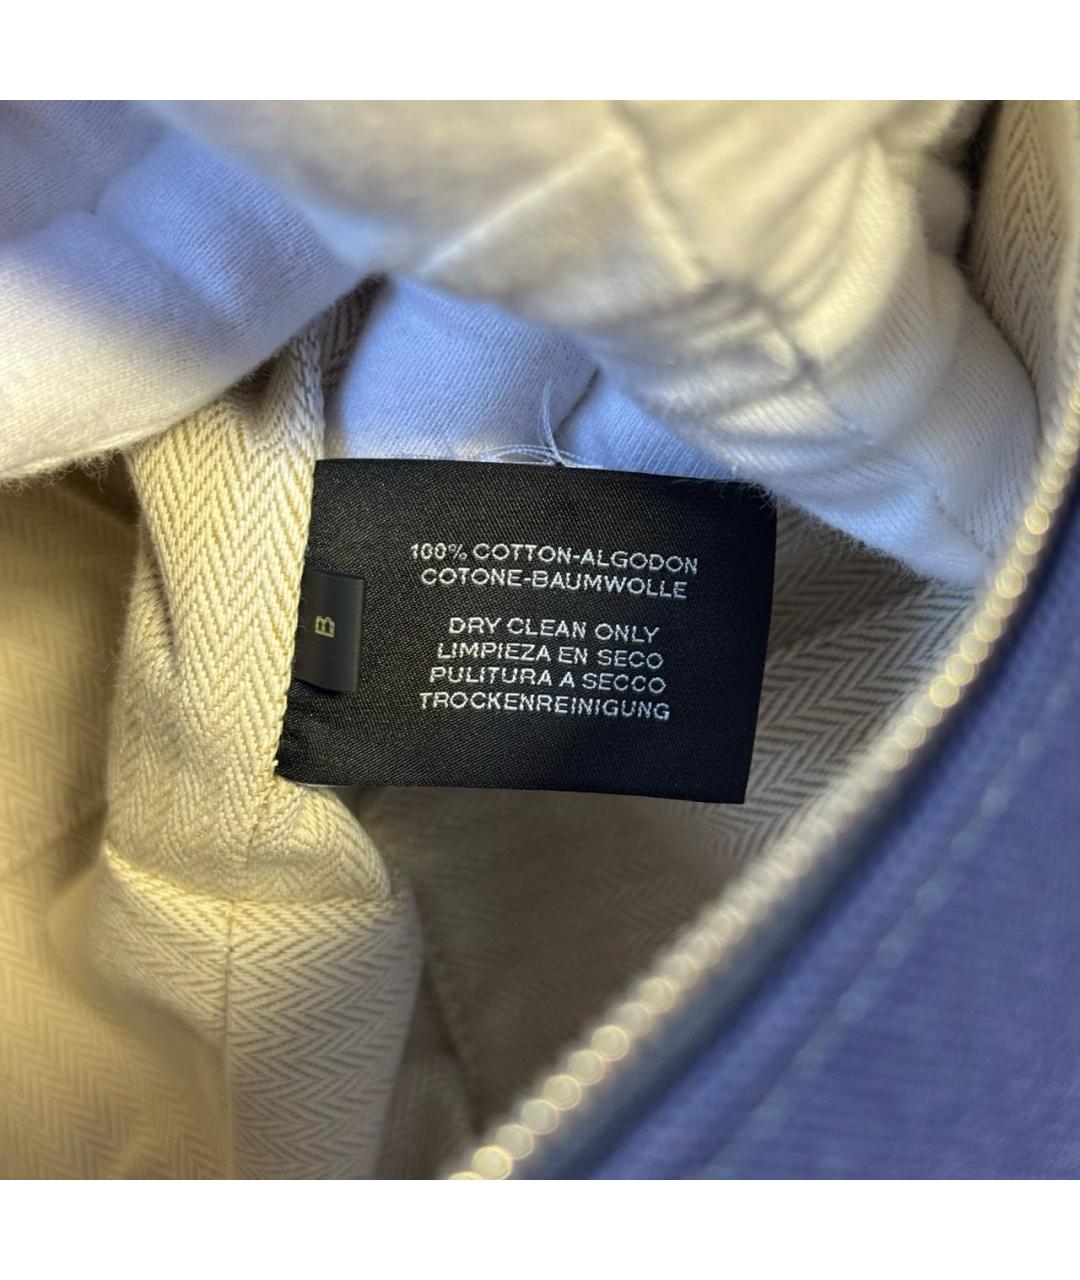 100% COTTON-ALGODON
COTONE-BAUMWOLLE
DRY CLEAN ONLY
LIMPIEZA EN SECO
PULITURA A SECCO
TROCKENREINIGUNG
B